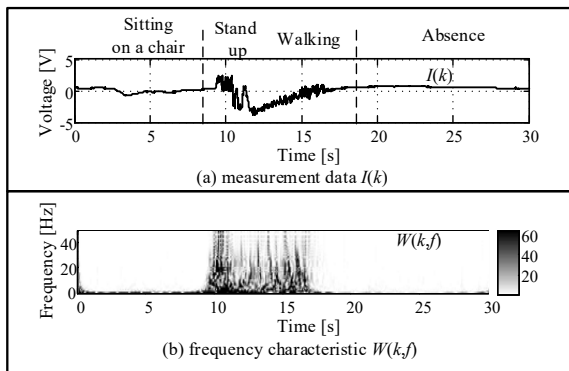 Sitting
on a chair
Stand
up
Walking
Absence
Voltage [V]
5
0
-5
I(k)
0 5 10 15 20 25 30
Time [s]
(a) measurement data I(k)
Frequency [Hz]
40
20
0
W(k,f)
60
40
20
0 5 10 15 20 25 30
Time [s]
(b) frequency characteristic W(k,f)